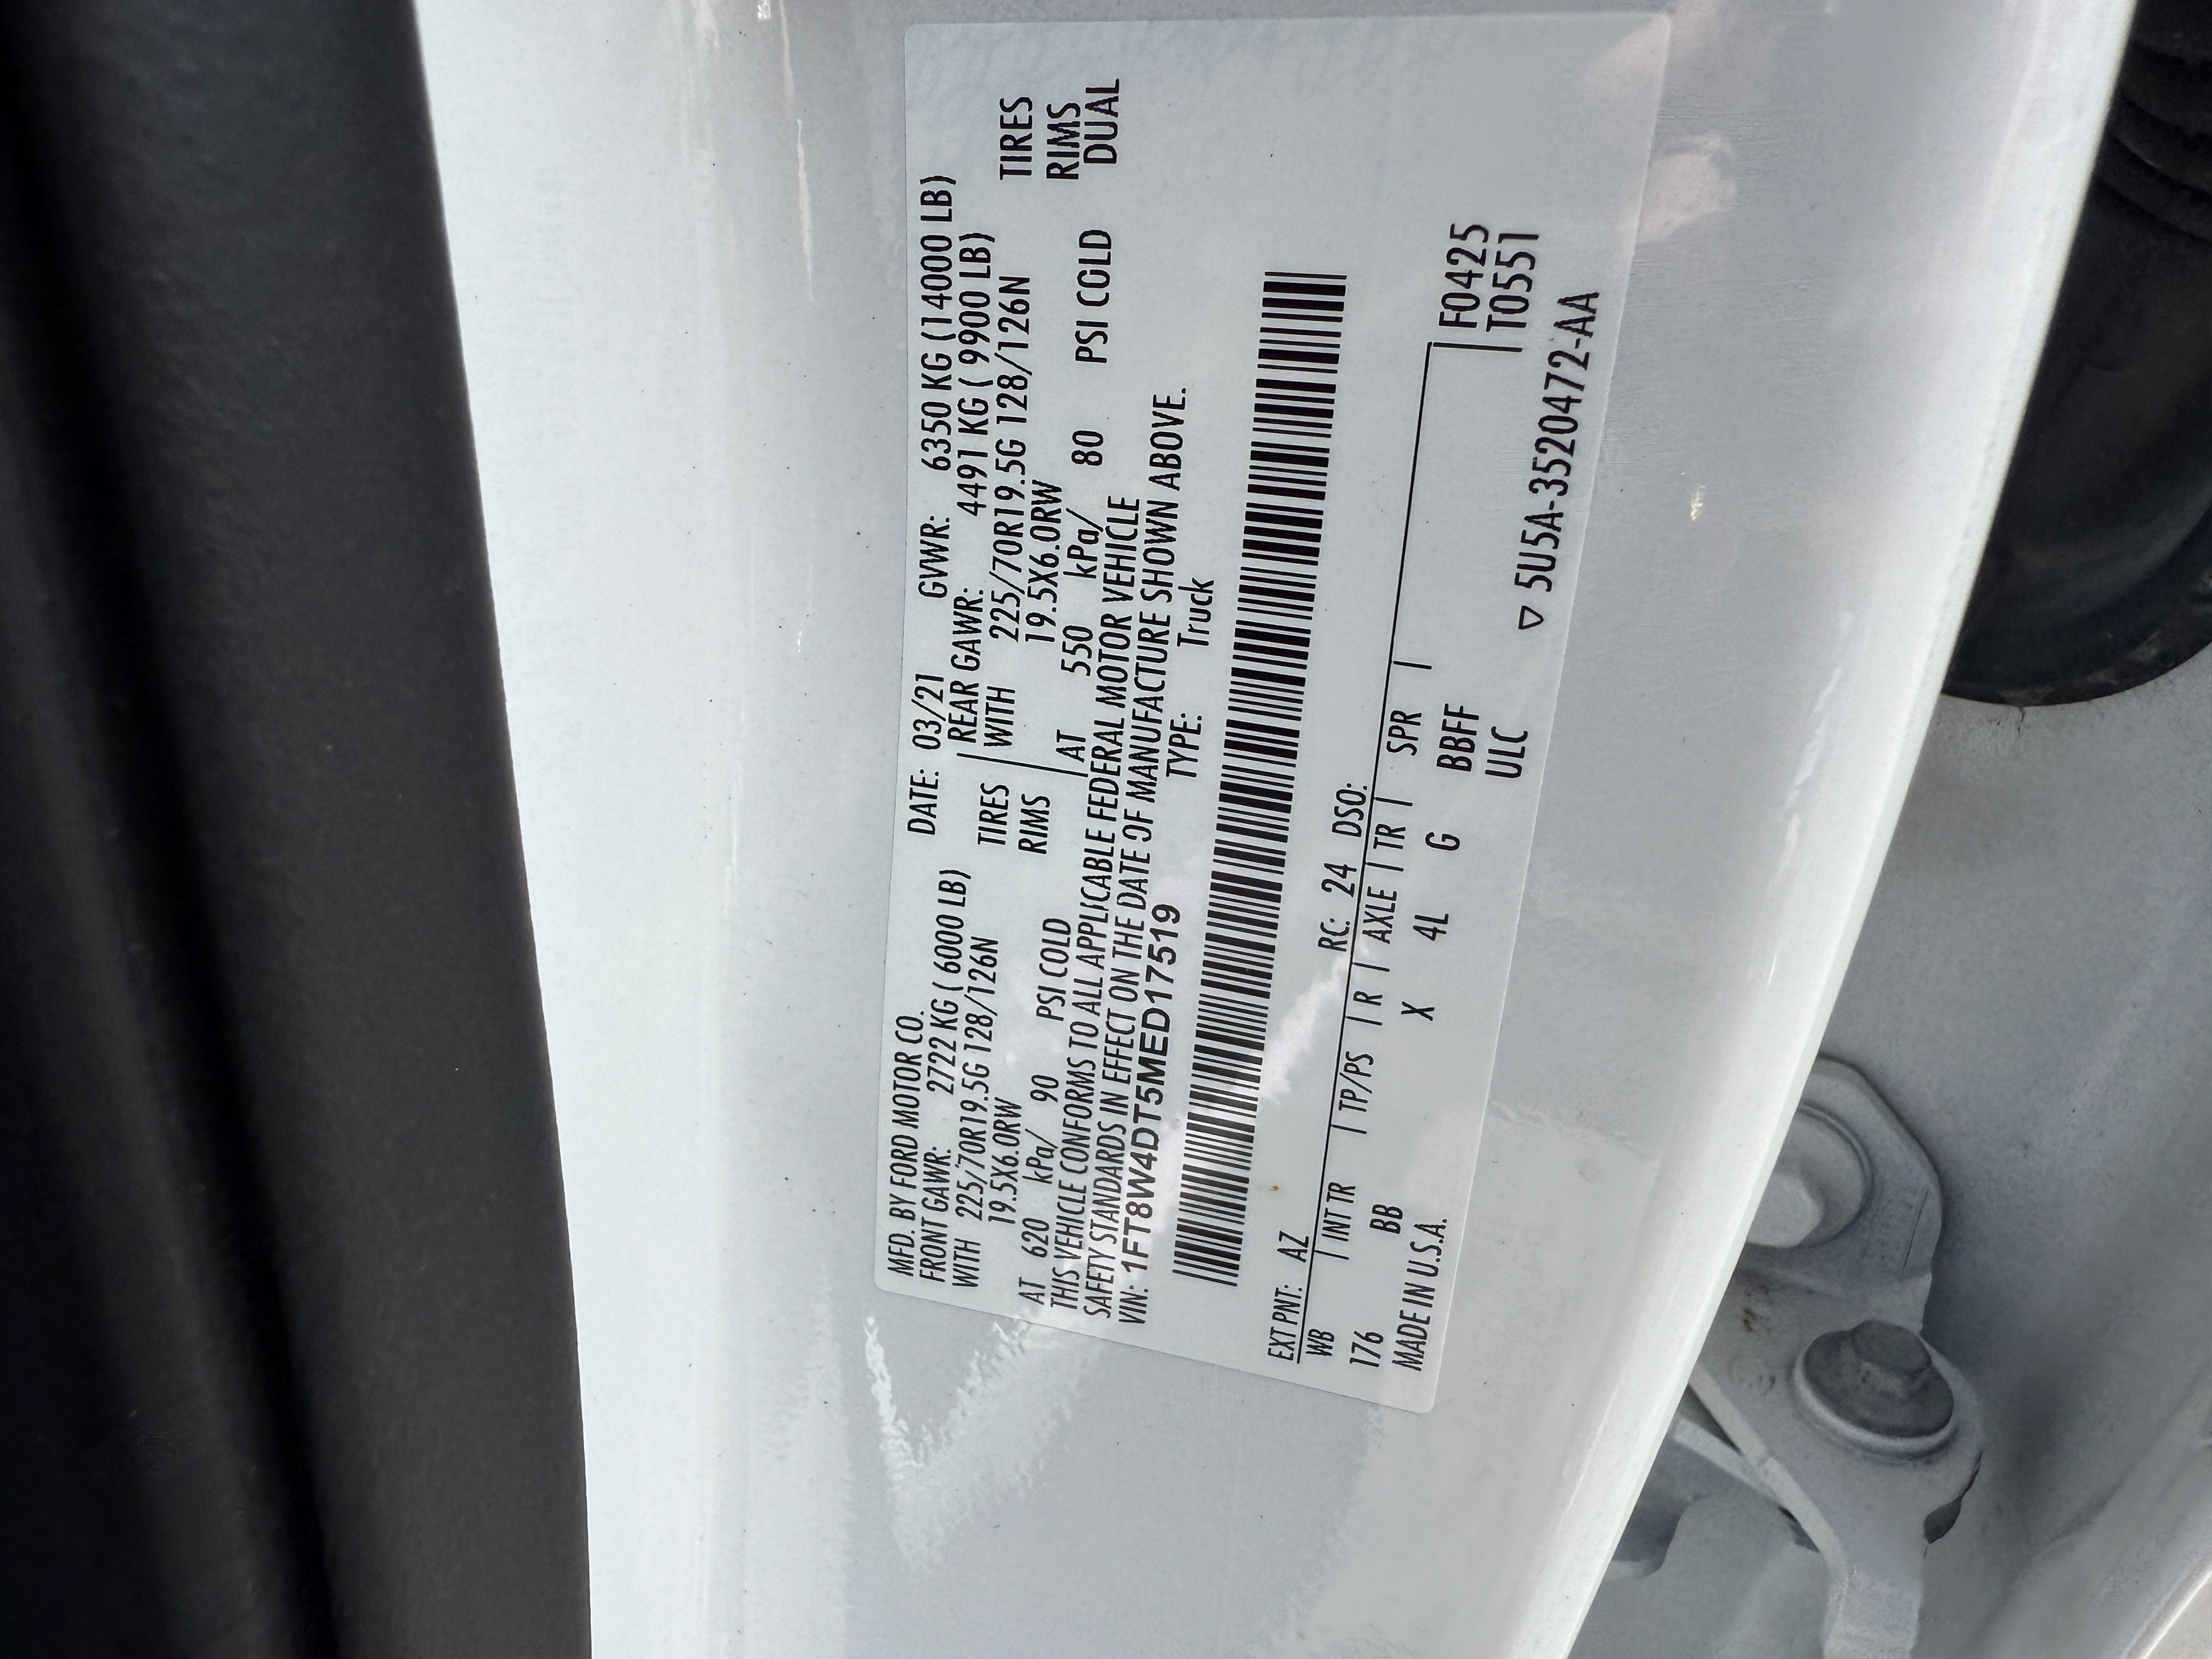 MFD. BY FORD MOTOR CO. DATE: 03/21 GVWR: 6350 KG (14000 LB)
FRONT GAWR: 2722 KG ( 6000 LB) REAR GAWR: 4491 KG ( 9900 LB)
WITH 225/70R19.5G 128/126N TIRES WITH 225/70R19.5G 128/126N TIRES
19.5X6.0RW RIMS 19.5X6.0RW RIMS
AT 620 kPa/ 90 PSI COLD AT 550 kPa/ 80 PSI COLD DUAL
THIS VEHICLE CONFORMS TO ALL APPLICABLE FEDERAL MOTOR VEHICLE
SAFETY STANDARDS IN EFFECT ON THE DATE OF MANUFACTURE SHOWN ABOVE.
VIN: 1FT8W4DT5MED17519 TYPE: Truck
EXT PNT: AZ RC: 24 DSO:
WB | INT TR | TP/PS | R | AXLE | TR | SPR |
176 BB X 4L G BBFF | F0425
MADE IN U.S.A. ULC | T0551
▽ 5U5A-3520472-AA